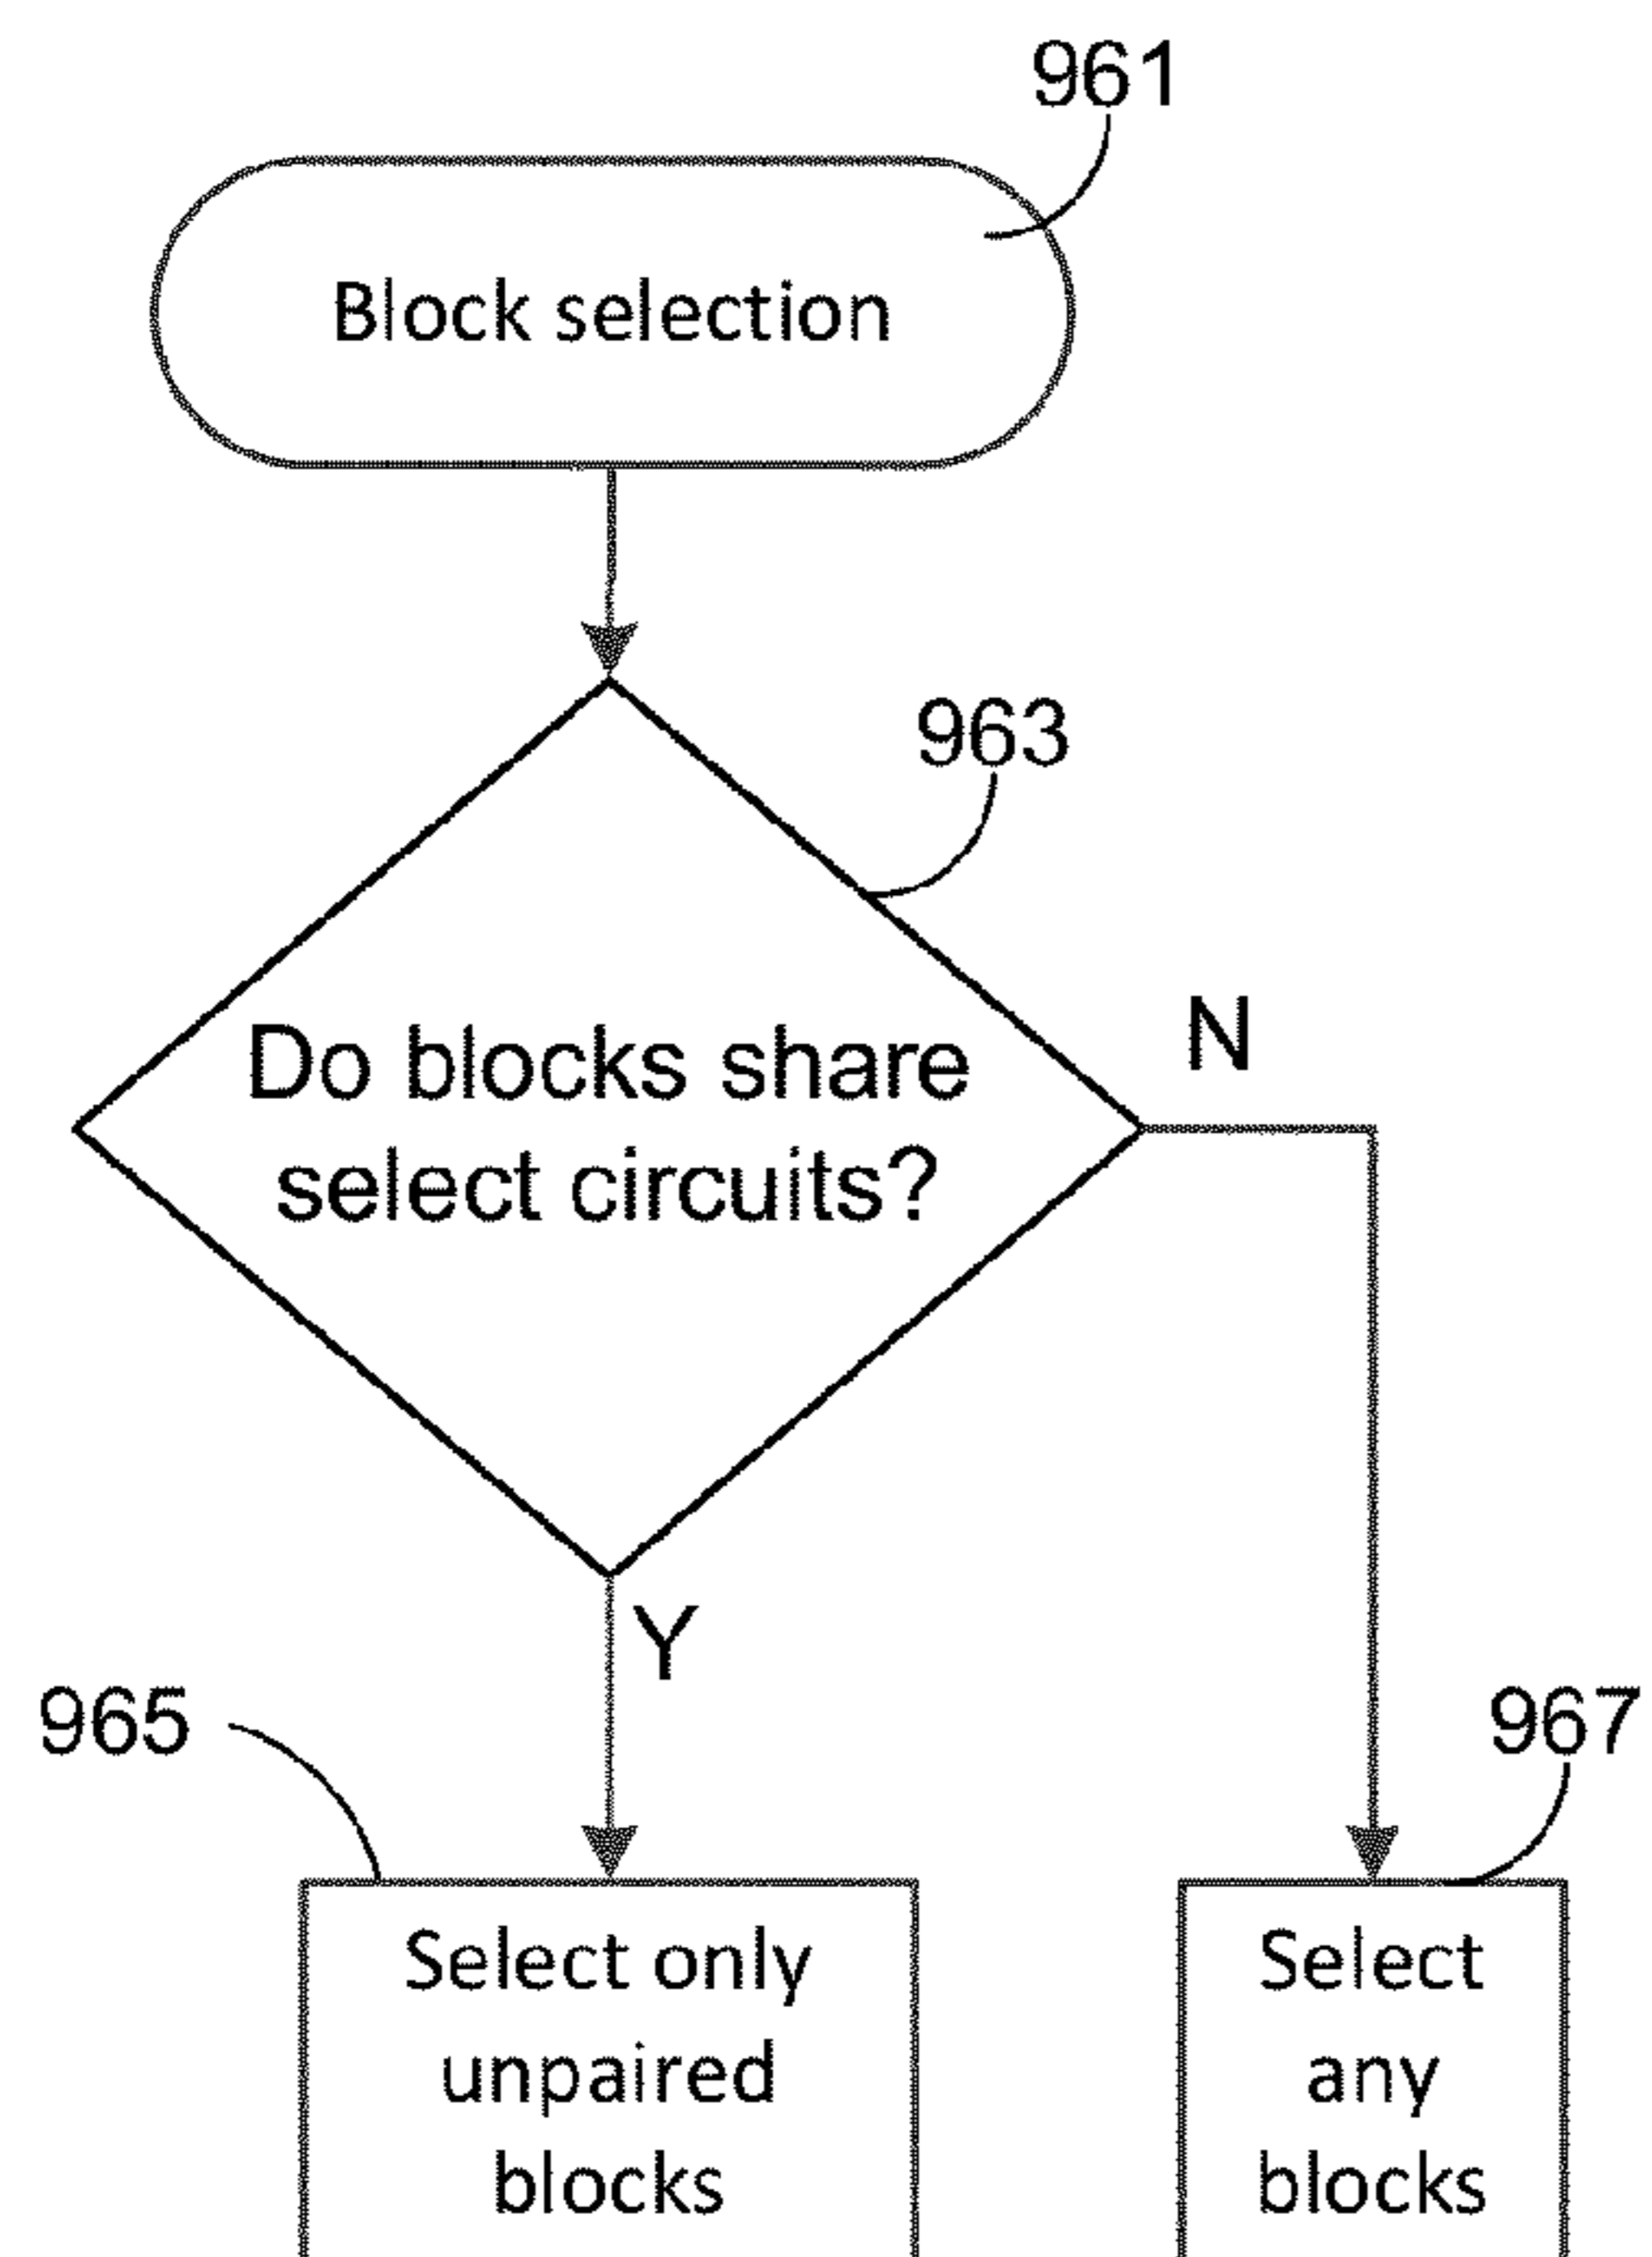 961
Block selection
963
Do blocks share
select circuits?
N
Y
965
967
Select only
unpaired
blocks
Select
any
blocks